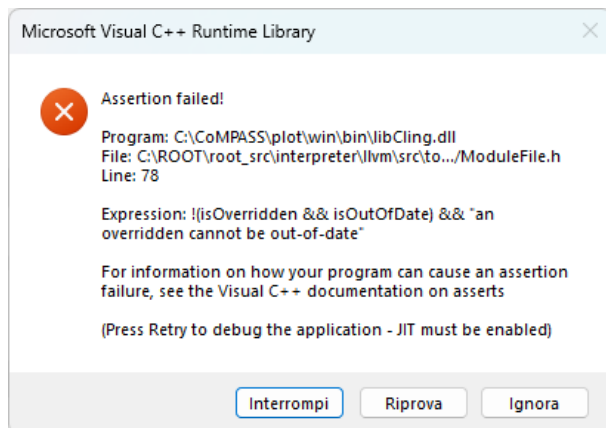 Microsoft Visual C++ Runtime Library
Assertion failed!
Program: C:\CoMPASS\plot\win\bin\libCling.dll
File: C:\ROOT\root_src\interpreter\llvm\src\to.../ModuleFile.h
Line: 78
Expression: !(isOverridden && isOutOfDate) && "an
overridden cannot be out-of-date"
For information on how your program can cause an assertion
failure, see the Visual C++ documentation on asserts
(Press Retry to debug the application - JIT must be enabled)
Interrompi Riprova Ignora